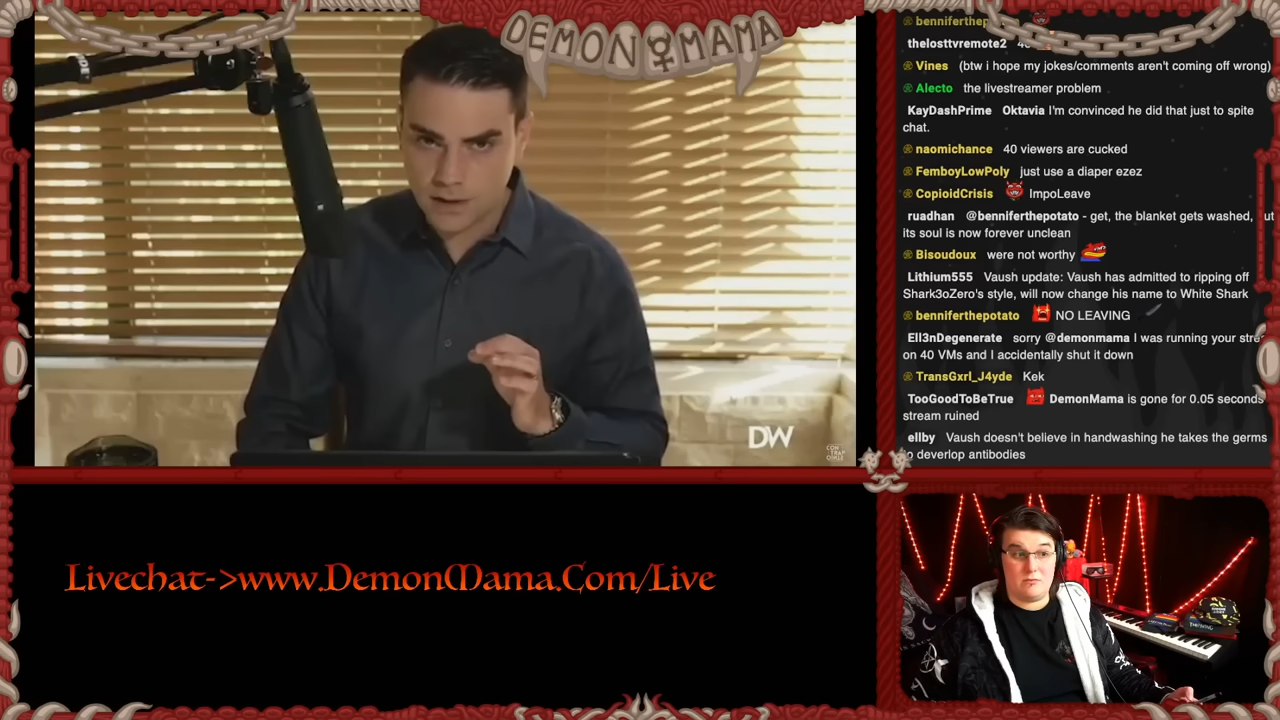 DEMON MAMA
DW
benniferthep
thelosttvremote2
Vines (btw i hope my jokes/comments aren't coming off wrong)
Alecto the livestreamer problem
KayDashPrime Oktavia I'm convinced he did that just to spite
chat.
naomichance 40 viewers are cucked
FemboyLowPoly just use a diaper ezez
CopioidCrisis ImpoLeave
ruadhan @benniferthepotato - get, the blanket gets washed, ut
its soul is now forever unclean
Bisoudoux were not worthy
Lithium555 Vaush update: Vaush has admitted to ripping off
Shark3oZero's style, will now change his name to White Shark
benniferthepotato NO LEAVING
Ell3nDegenerate sorry @demonmama I was running your stre
on 40 VMs and I accidentally shut it down
TransGxrl_J4yde Kek
TooGoodToBeTrue DemonMama is gone for 0.05 seconds
stream ruined
ellby Vaush doesn't believe in handwashing he takes the germs
o deverlop antibodies
Livechat->www.DemonMama.Com/Live